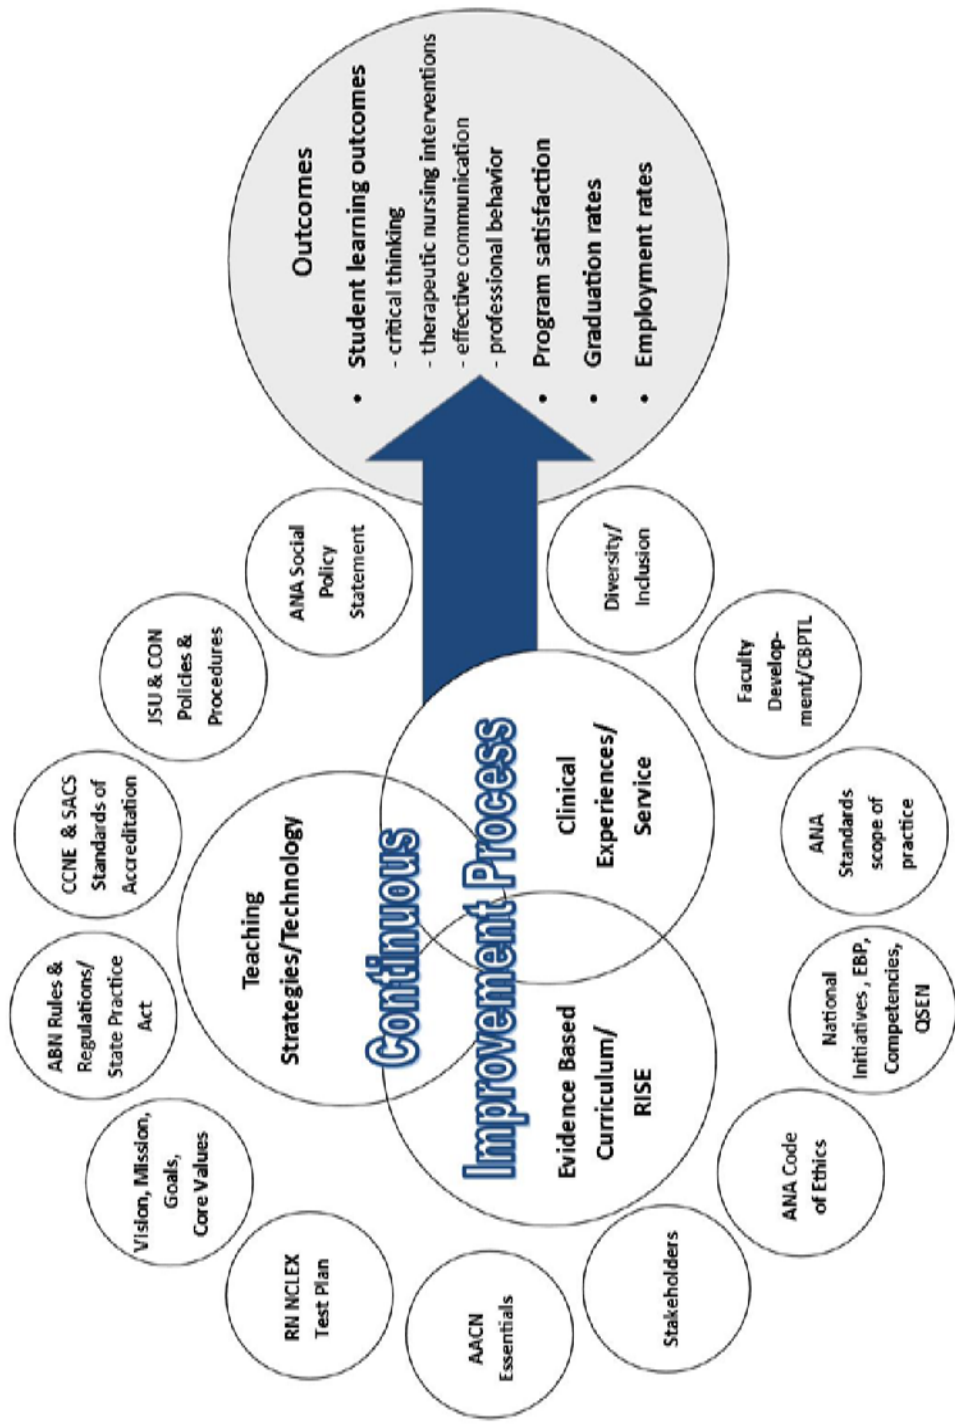 ANA Social
Policy
Statement
JSU & CON
Policies &
Procedures
CCNE & SACS
Standards of
Accreditation
ABN Rules &
Regulations/
State Practice
Act
Vision, Mission,
Goals,
Core Values
RN NCLEX
Test Plan
AACN
Essentials
Stakeholders
ANA Code
of Ethics
National
Initiatives , EBP,
Competencies,
QSEN
ANA
Standards
scope of
practice
Faculty
Develop-
ment/CBPTL
Diversity/
Inclusion
Teaching
Strategies/Technology
Continuous
Improvement Process
Evidence Based
Curriculum/
RISE
Clinical
Experiences/
Service
Outcomes
• Student learning outcomes
- critical thinking
- therapeutic nursing interventions
- effective communication
- professional behavior
• Program satisfaction
• Graduation rates
• Employment rates